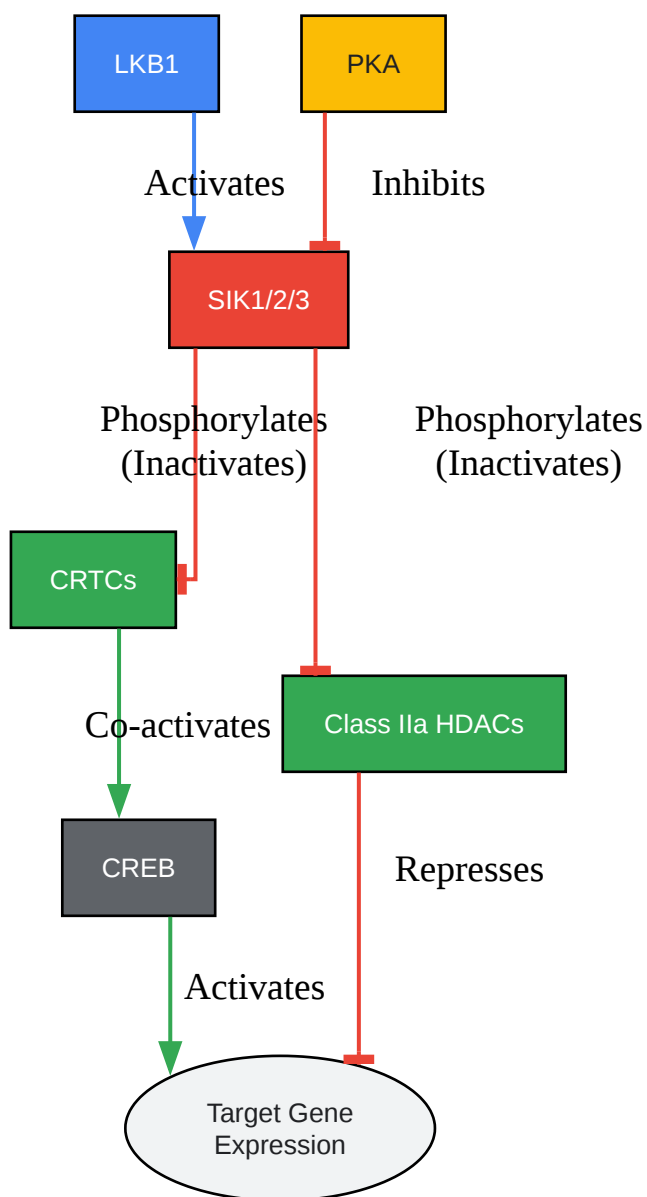 LKB1
PKA
Activates
Inhibits
SIK1/2/3
Phosphorylates
(Inactivates)
Phosphorylates
(Inactivates)
CRTCs
Class IIa HDACs
Co-activates
CREB
Represses
Activates
Target Gene
Expression